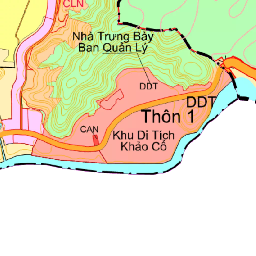 CLN
Nhà Trưng Bày
Ban Quản Lý
DDT
DDT
Thôn 1
CAN
Khu Di Tích
Khảo Cổ